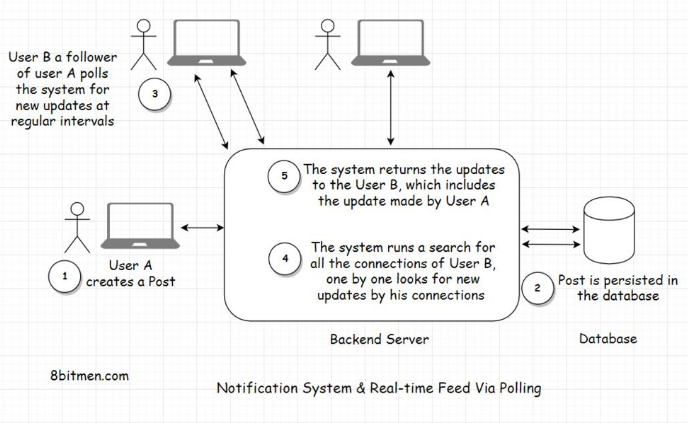 User B a follower
of user A polls
the system for
new updates at
regular intervals
3
5
The system returns the updates
to the User B, which includes
the update made by User A
4
The system runs a search for
all the connections of User B,
one by one looks for new
updates by his connections
1
User A
creates a Post
2
Post is persisted in
the database
Backend Server
Database
8bitmen.com
Notification System & Real-time Feed Via Polling